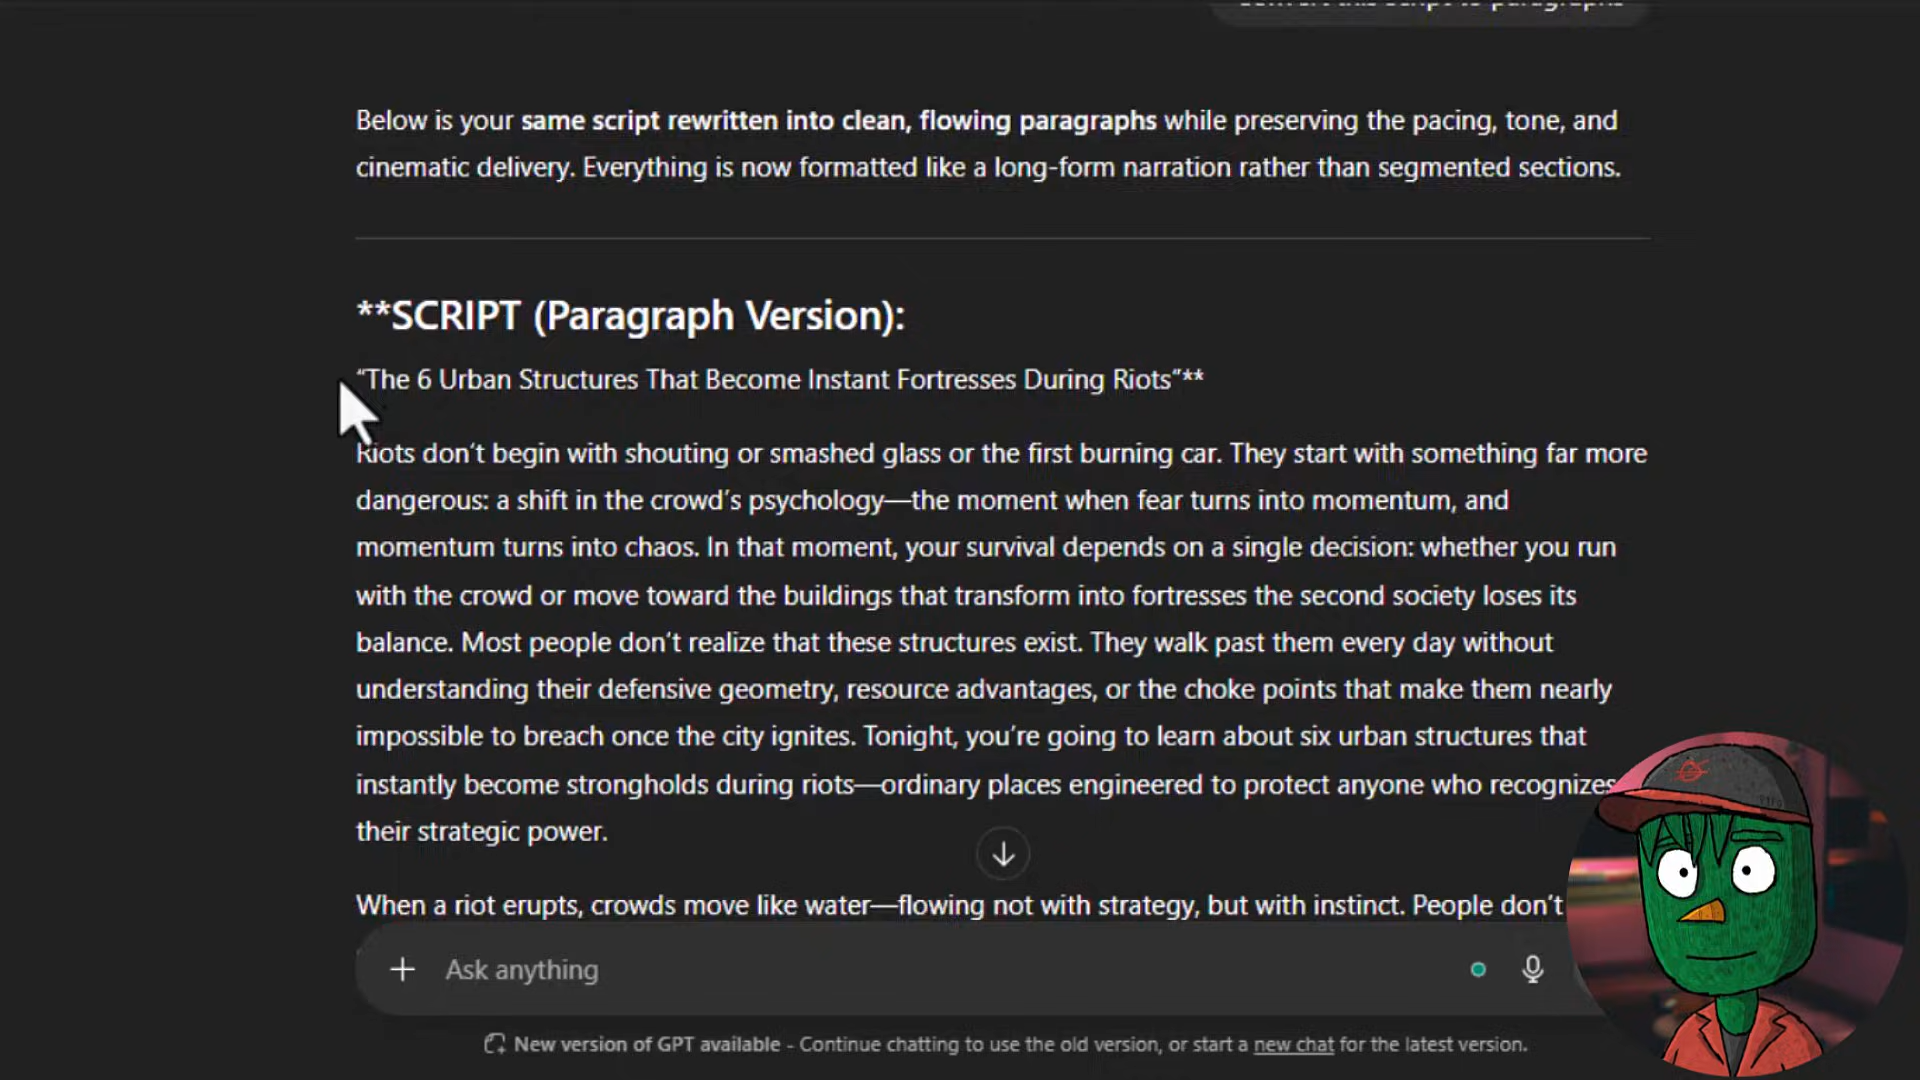 convert this script to paragraphs
Below is your same script rewritten into clean, flowing paragraphs while preserving the pacing, tone, and
cinematic delivery. Everything is now formatted like a long-form narration rather than segmented sections.
**SCRIPT (Paragraph Version):
“The 6 Urban Structures That Become Instant Fortresses During Riots”**
Riots don’t begin with shouting or smashed glass or the first burning car. They start with something far more
dangerous: a shift in the crowd’s psychology—the moment when fear turns into momentum, and
momentum turns into chaos. In that moment, your survival depends on a single decision: whether you run
with the crowd or move toward the buildings that transform into fortresses the second society loses its
balance. Most people don’t realize that these structures exist. They walk past them every day without
understanding their defensive geometry, resource advantages, or the choke points that make them nearly
impossible to breach once the city ignites. Tonight, you’re going to learn about six urban structures that
instantly become strongholds during riots—ordinary places engineered to protect anyone who recognizes
their strategic power.
When a riot erupts, crowds move like water—flowing not with strategy, but with instinct. People don’t
Ask anything
New version of GPT available - Continue chatting to use the old version, or start a new chat for the latest version.